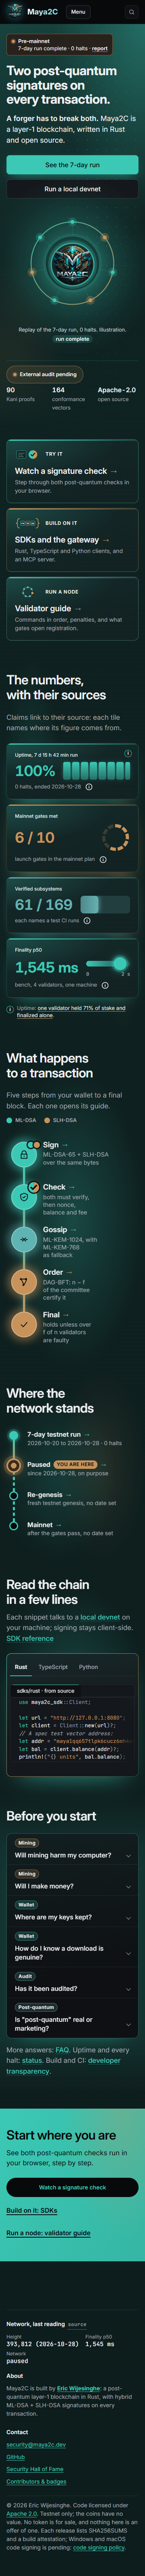 Maya2C
Menu
Pre-mainnet
7-day run complete · 0 halts · report
Two post-quantum
signatures on
every transaction.
A forger has to break both. Maya2C is
a layer-1 blockchain, written in Rust
and open source.
See the 7-day run
Run a local devnet
MAYA2C
Replay of the 7-day run, 0 halts. Illustration.
run complete
External audit pending
90
Kani proofs
164
conformance
vectors
Apache-2.0
open source
TRY IT
Watch a signature check →
Step through both post-quantum checks in
your browser.
BUILD ON IT
SDKs and the gateway →
Rust, TypeScript and Python clients, and
an MCP server.
RUN A NODE
Validator guide →
Commands in order, penalties, and what
gates open registration.
The numbers,
with their sources
Claims link to their source: each tile
names where its figure comes from.
Uptime, 7 d 15 h 42 min run
100%
0 halts, ended 2026-10-28
Mainnet gates met
6 / 10
launch gates in the mainnet plan
Verified subsystems
61 / 169
each names a test CI runs
Finality p50
1,545 ms
0
2 s
bench, 4 validators, one machine
Uptime: one validator held 71% of stake and
finalized alone.
What happens
to a transaction
Five steps from your wallet to a final
block. Each one opens its guide.
ML-DSA
SLH-DSA
Sign →
ML-DSA-65 + SLH-DSA
over the same bytes
Check →
both must verify,
then nonce,
balance and fee
Gossip →
ML-KEM-1024, with
ML-KEM-768
as fallback
Order →
DAG-BFT: n − f
of the committee
certify it
Final →
holds unless over
f of n validators
are faulty
Where the
network stands
7-day testnet run →
2026-10-20 to 2026-10-28 · 0 halts
Paused YOU ARE HERE →
since 2026-10-28, on purpose
Re-genesis →
fresh testnet genesis, no date set
Mainnet →
after the gates pass, no date set
Read the chain
in a few lines
Each snippet talks to a local devnet on
your machine; signing stays client-side.
SDK reference
Rust
TypeScript
Python
sdks/rust · from source
use maya2c_sdk::Client;
let url = "http://127.0.0.1:8080";
let client = Client::new(url)?;
// A spec test vector address:
let addr =
let bal = client.balance(addr)?;
println!("{} units", bal.balance);
Before you start
Mining
Will mining harm my computer?
Mining
Will I make money?
Wallet
Where are my keys kept?
Wallet
How do I know a download is
genuine?
Audit
Has it been audited?
Post-quantum
Is "post-quantum" real or
marketing?
More answers: FAQ. Uptime and every
halt: status. Build and CI: developer
transparency.
Start where you are
See both post-quantum checks run in
your browser, step by step.
Watch a signature check
Build on it: SDKs
Run a node: validator guide
Network, last reading
Height
393,812 (2026-10-28)
Finality p50
1,545 ms
Network
paused
About
Maya2C is built by Eric Wijesinghe: a post-
quantum layer-1 blockchain in Rust, with hybrid
ML-DSA + SLH-DSA signatures on every
transaction.
Contact
security@maya2c.dev
GitHub
Security Hall of Fame
Contributors & badges
© 2026 Eric Wijesinghe. Code licensed under
Apache 2.0. Testnet only; the coins have no
value. No token is for sale, and nothing here is an
offer of one. Each release lists SHA256SUMS
and a build attestation; Windows and macOS
code signing is pending: code signing policy.